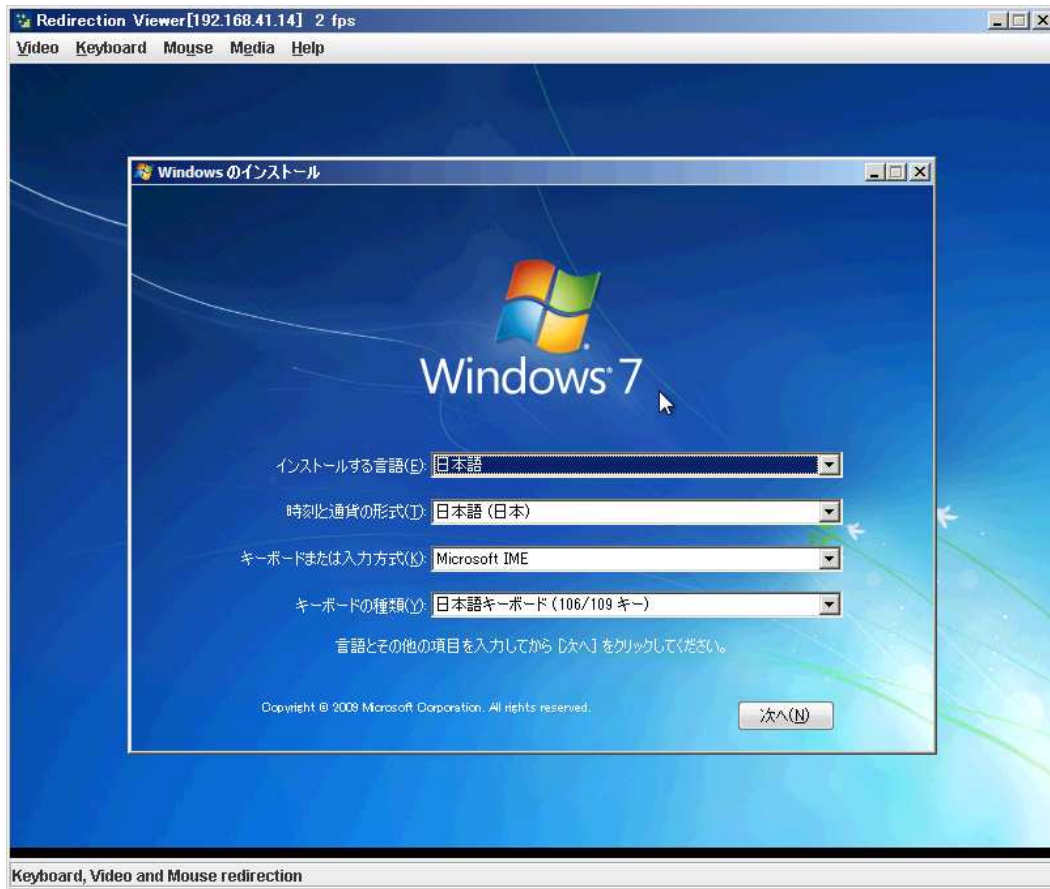 Redirection Viewer[192.168.41.14] 2 fps
Video Keyboard Mouse Media Help
Windows のインストール
Windows® 7
インストールする言語(E): 日本語
時刻と通貨の形式(T): 日本語 (日本)
キーボードまたは入力方式(K): Microsoft IME
キーボードの種類(Y): 日本語キーボード (106/109 キー)
言語とその他の項目を入力してから [次へ] をクリックしてください。
Copyright © 2009 Microsoft Corporation. All rights reserved.
次へ(N)
Keyboard, Video and Mouse redirection